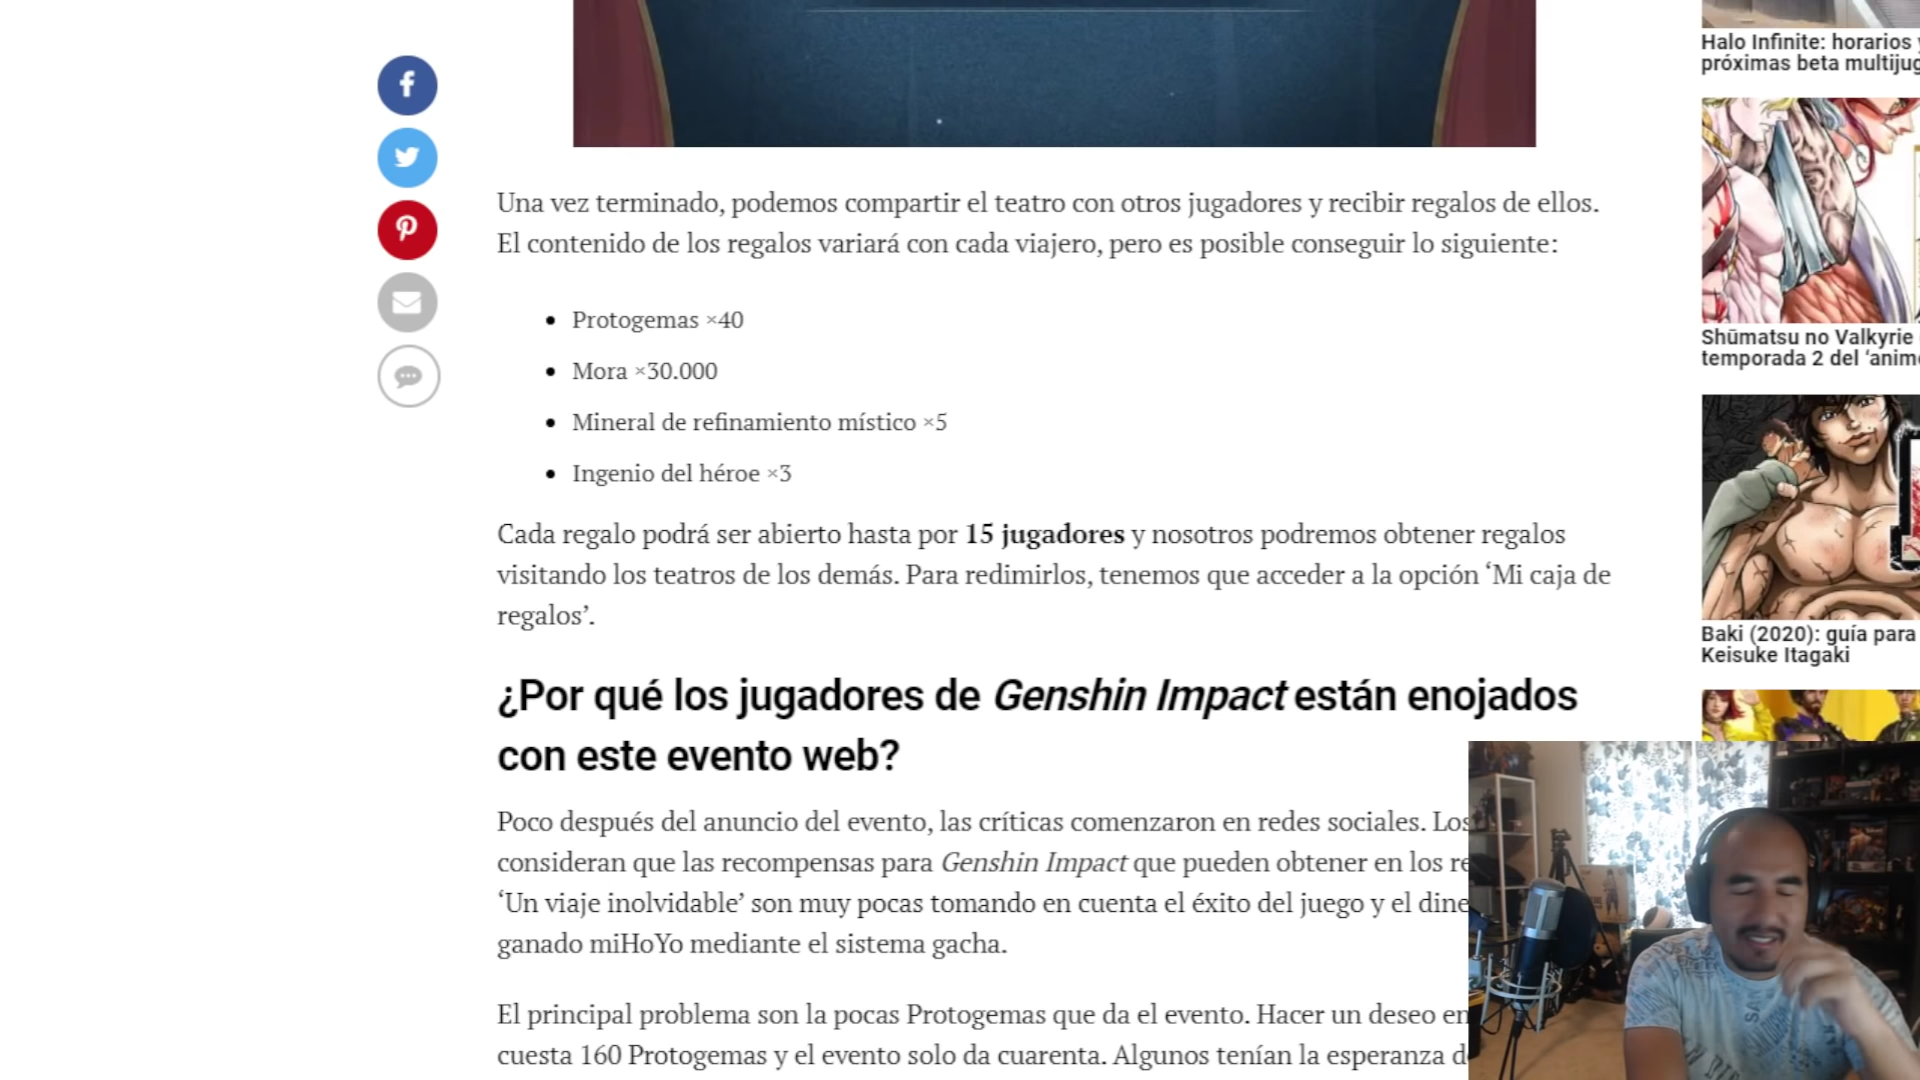 Una vez terminado, podemos compartir el teatro con otros jugadores y recibir regalos de ellos.
El contenido de los regalos variará con cada viajero, pero es posible conseguir lo siguiente:
• Protogemas ×40
• Mora ×30.000
• Mineral de refinamiento místico ×5
• Ingenio del héroe ×3
Cada regalo podrá ser abierto hasta por 15 jugadores y nosotros podremos obtener regalos
visitando los teatros de los demás. Para redimirlos, tenemos que acceder a la opción ‘Mi caja de
regalos’.
¿Por qué los jugadores de Genshin Impact están enojados
con este evento web?
Poco después del anuncio del evento, las críticas comenzaron en redes sociales. Los
consideran que las recompensas para Genshin Impact que pueden obtener en los re
‘Un viaje inolvidable’ son muy pocas tomando en cuenta el éxito del juego y el dine
ganado miHoYo mediante el sistema gacha.
El principal problema son la pocas Protogemas que da el evento. Hacer un deseo en
cuesta 160 Protogemas y el evento solo da cuarenta. Algunos tenían la esperanza d
Halo Infinite: horarios y
próximas beta multijug
Shūmatsu no Valkyrie
temporada 2 del ‘anim
Baki (2020): guía para
Keisuke Itagaki